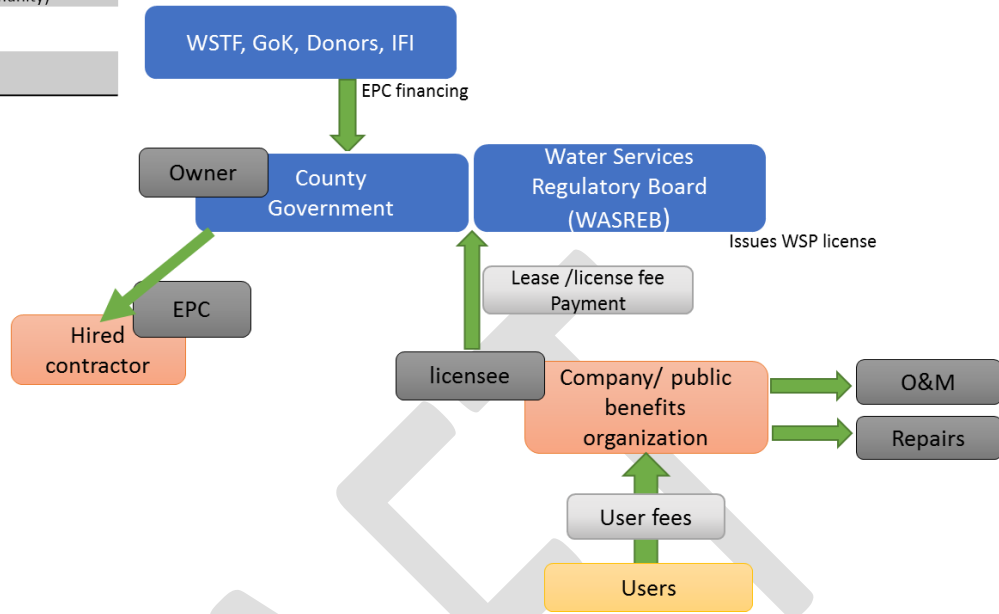 WSTF, GoK, Donors, IFI
EPC financing
Owner
County
Government
Water Services
Regulatory Board
(WASREB)
Issues WSP license
Lease /license fee
Payment
EPC
Hired
contractor
licensee
Company/ public
benefits
organization
O&M
Repairs
User fees
Users